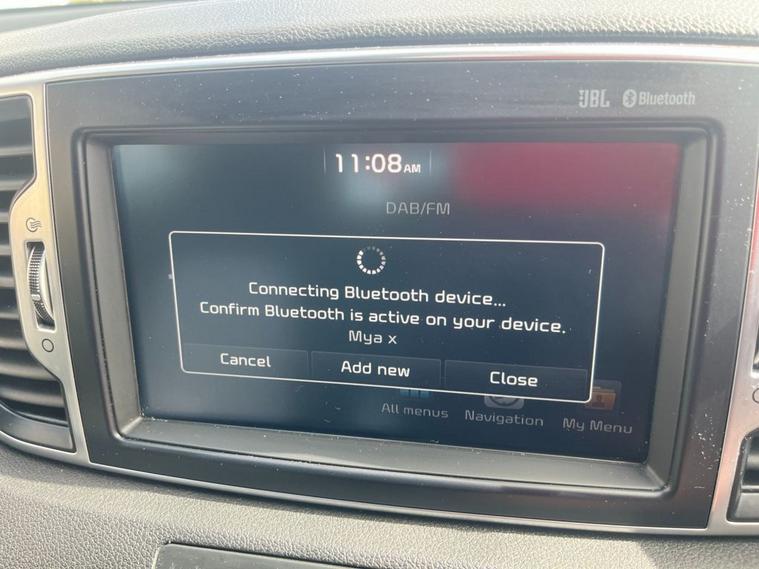 JBL Bluetooth
11:08AM
DAB/FM
Connecting Bluetooth device...
Confirm Bluetooth is active on your device.
Mya x
Cancel Add new Close
All menus Navigation My Menu